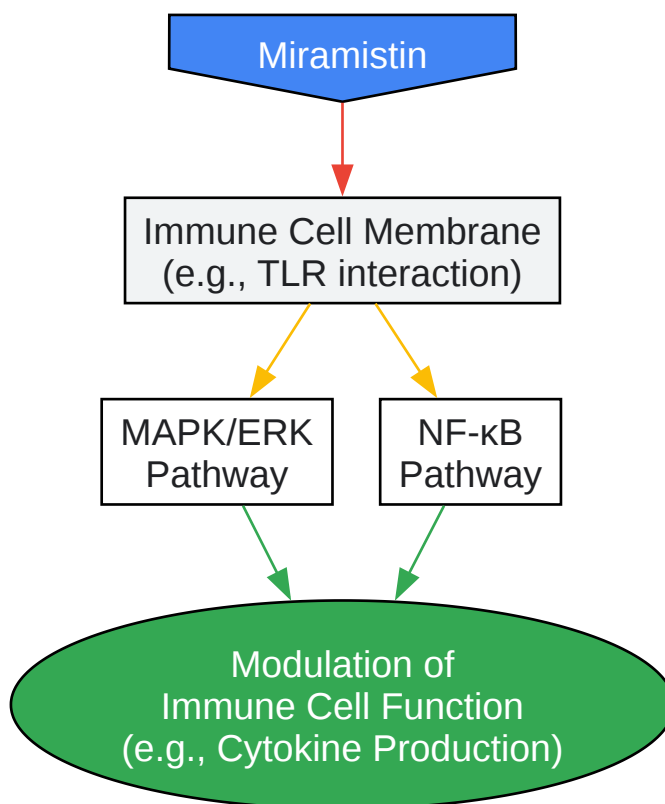 Miramistin
Immune Cell Membrane
(e.g., TLR interaction)
MAPK/ERK
Pathway
NF-κB
Pathway
Modulation of
Immune Cell Function
(e.g., Cytokine Production)